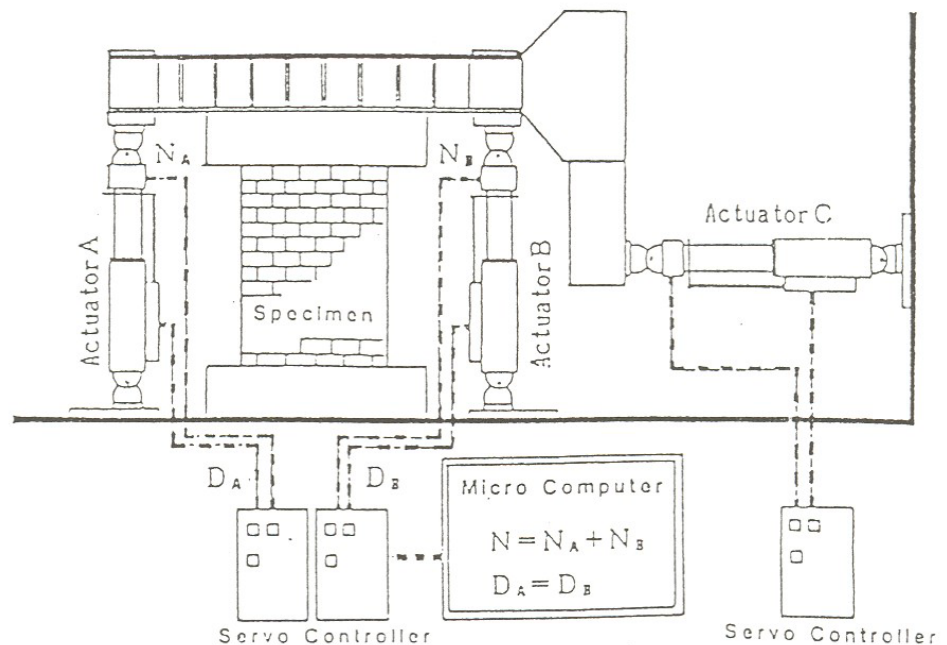 N_A
N_B
Actuator A
Actuator B
Actuator C
Specimen
D_A
D_B
Micro Computer
N = N_A + N_B
D_A = D_B
Servo Controller
Servo Controller